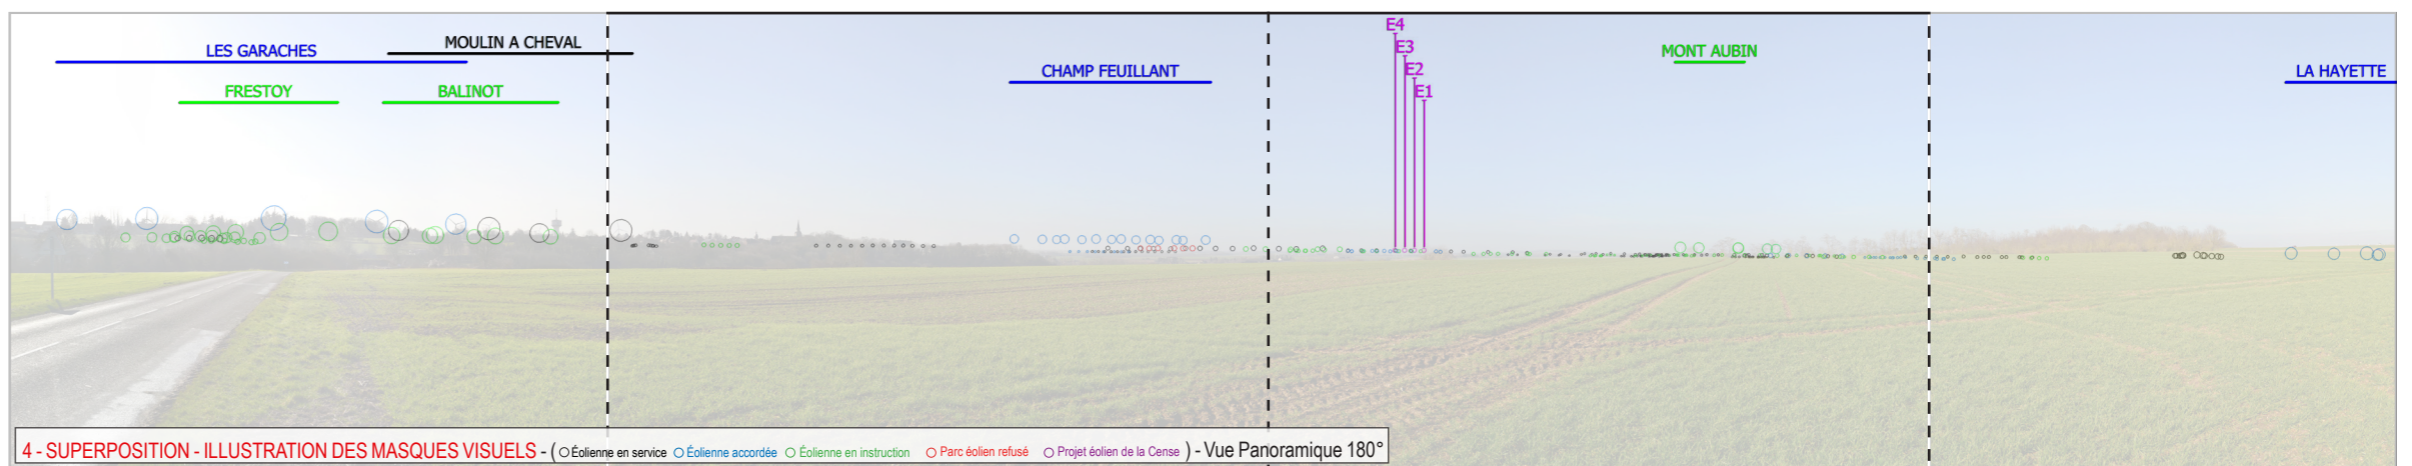 LES GARACHES
MOULIN A CHEVAL
FRESTOY
BALINOT
CHAMP FEUILLANT
E4
E3
E2
E1
MONT AUBIN
LA HAYETTE
4 - SUPERPOSITION - ILLUSTRATION DES MASQUES VISUELS - ( Éolienne en service Éolienne accordée Éolienne en instruction Parc éolien refusé Projet éolien de la Cense ) - Vue Panoramique 180°